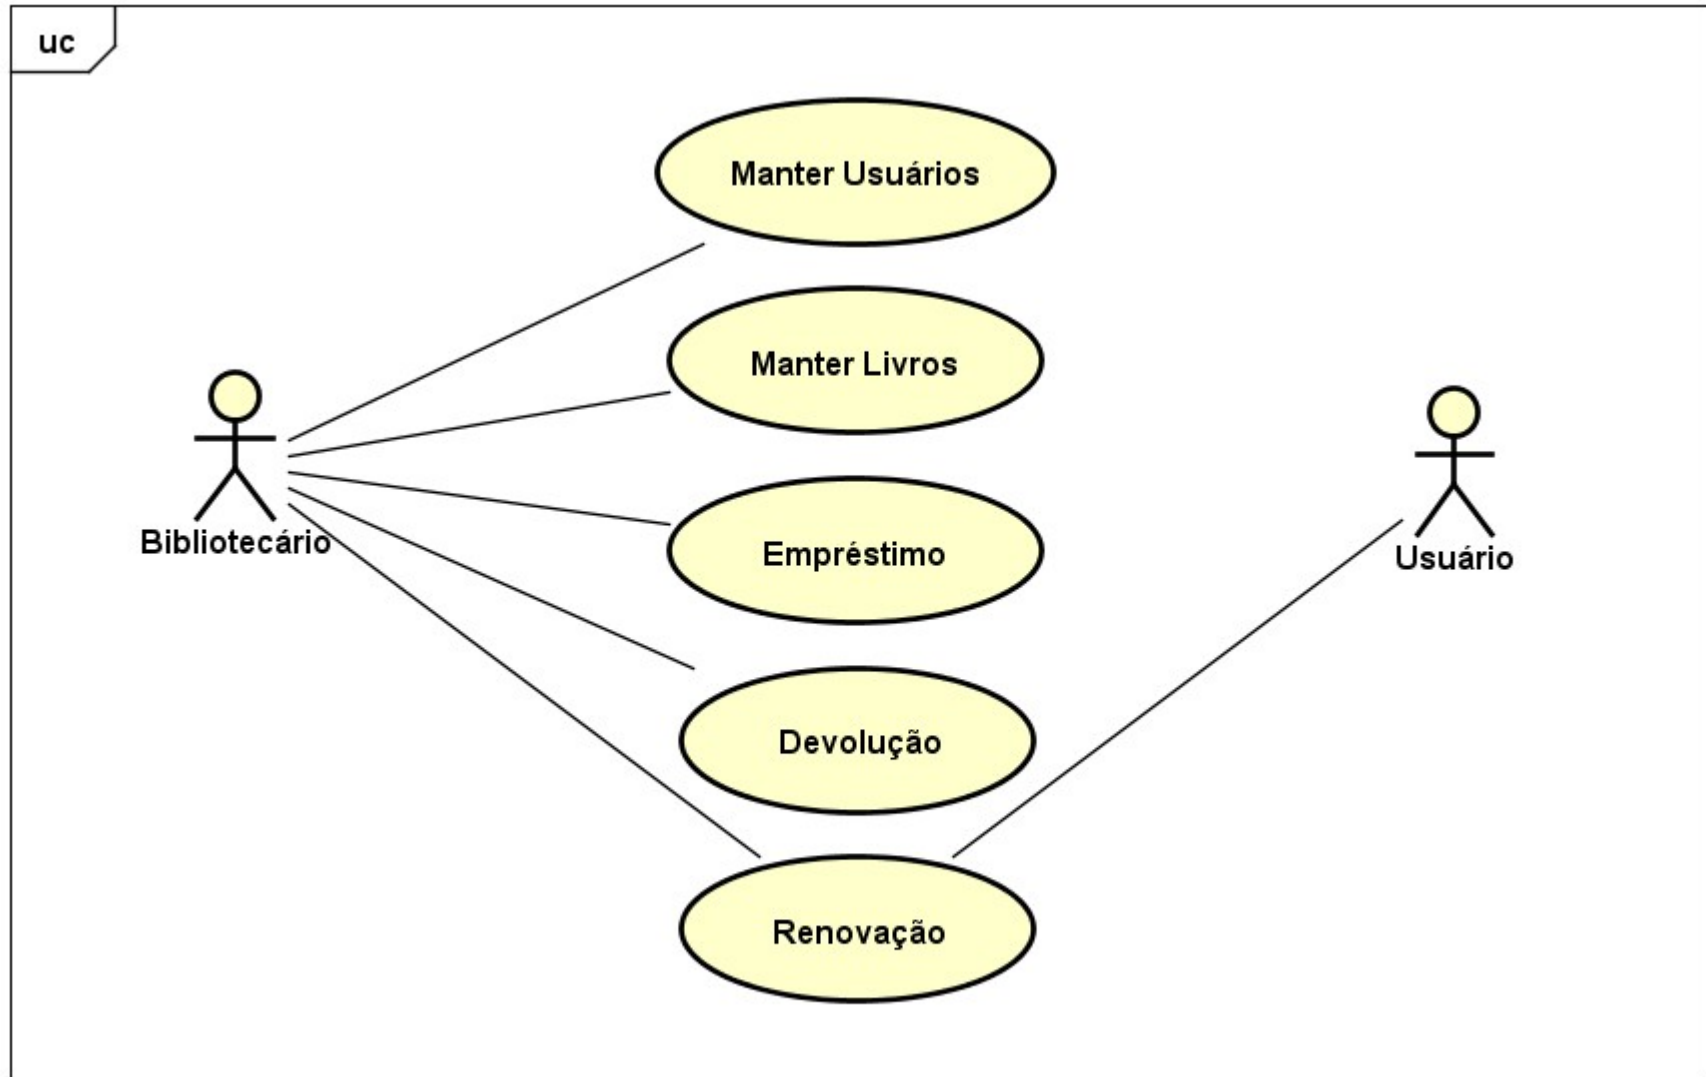 uc
Manter Usuários
Manter Livros
Bibliotecário
Empréstimo
Usuário
Devolução
Renovação